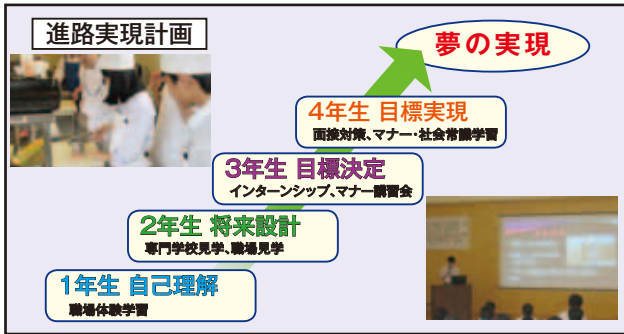 進路実現計画
夢の実現
4年生 目標実現
面接対策、マナー・社会常識学習
3年生 目標決定
インターンシップ、マナー講習会
2年生 将来設計
専門学校見学、職場見学
1年生 自己理解
職場体験学習